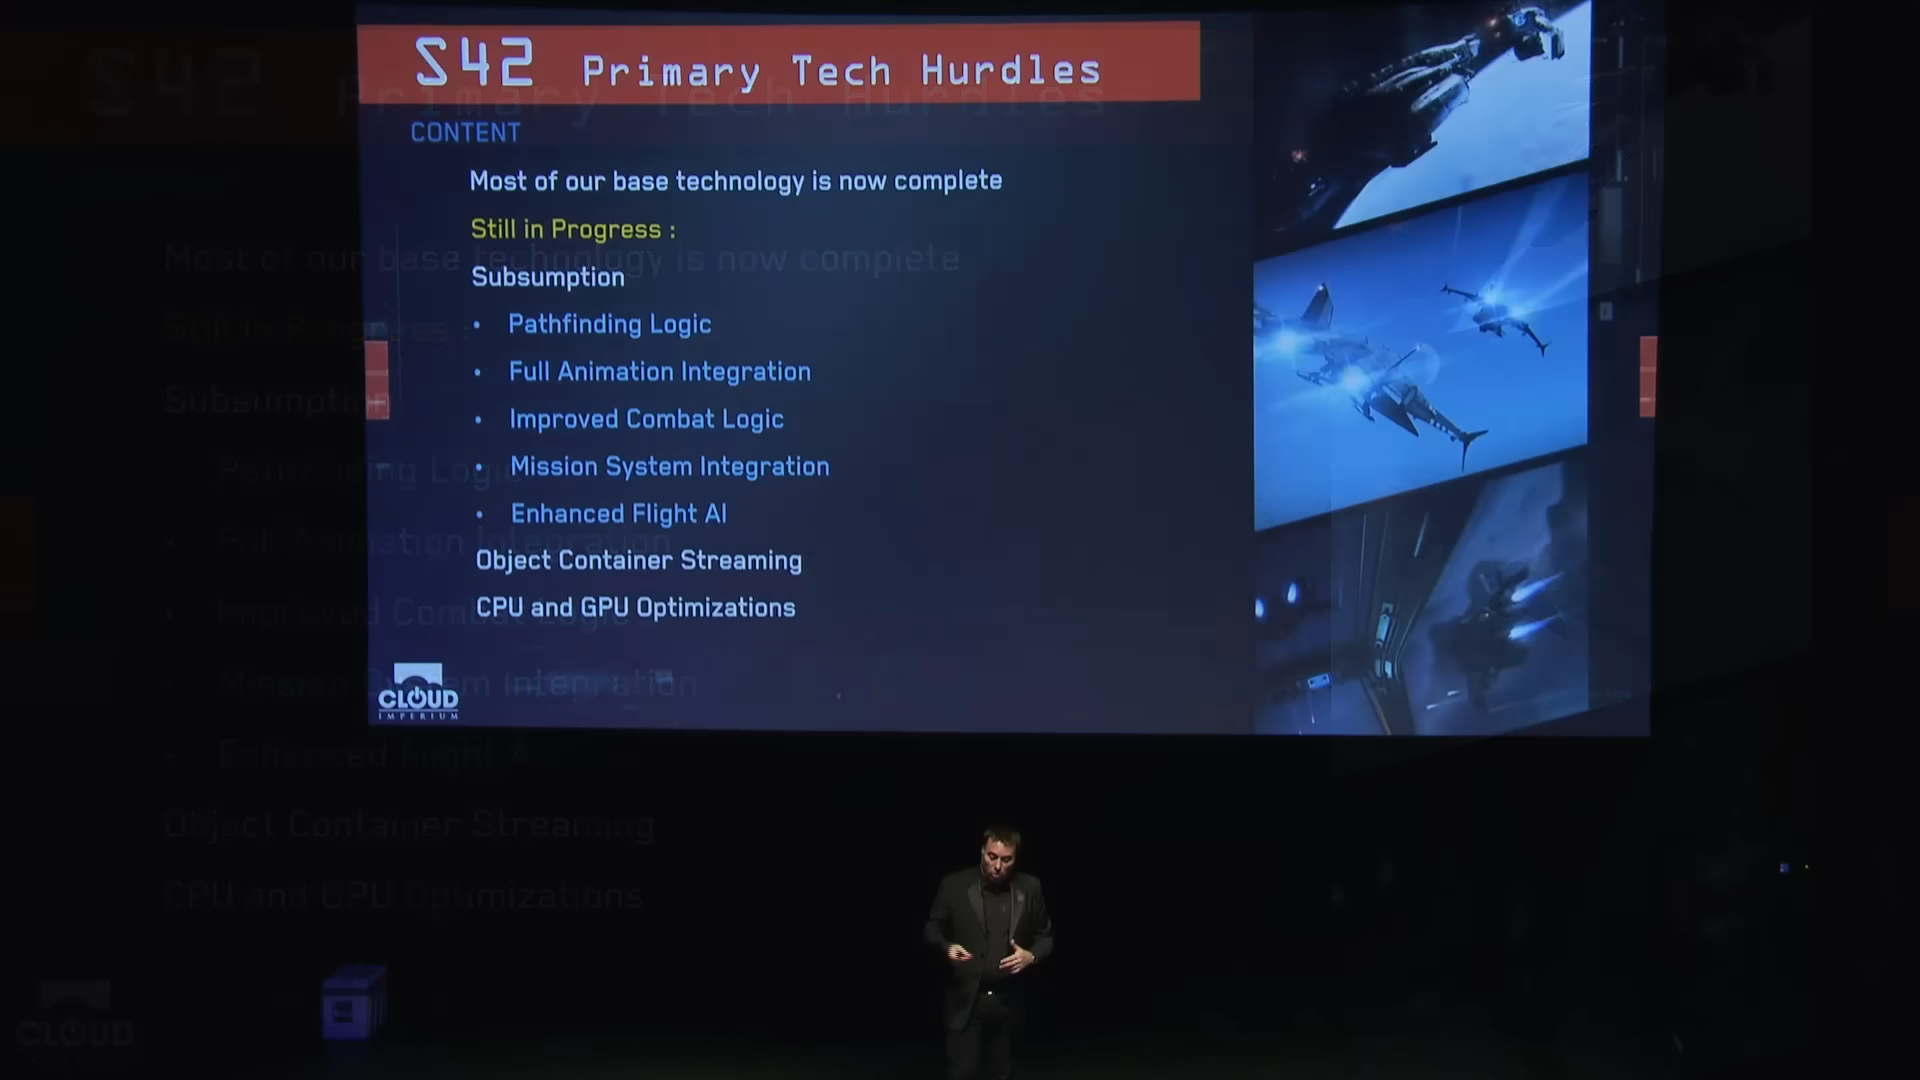 S42 Primary Tech Hurdles
CONTENT
Most of our base technology is now complete
Still in Progress :
Subsumption
• Pathfinding Logic
• Full Animation Integration
• Improved Combat Logic
• Mission System Integration
• Enhanced Flight AI
Object Container Streaming
CPU and GPU Optimizations
CLOUD
IMPERIUM